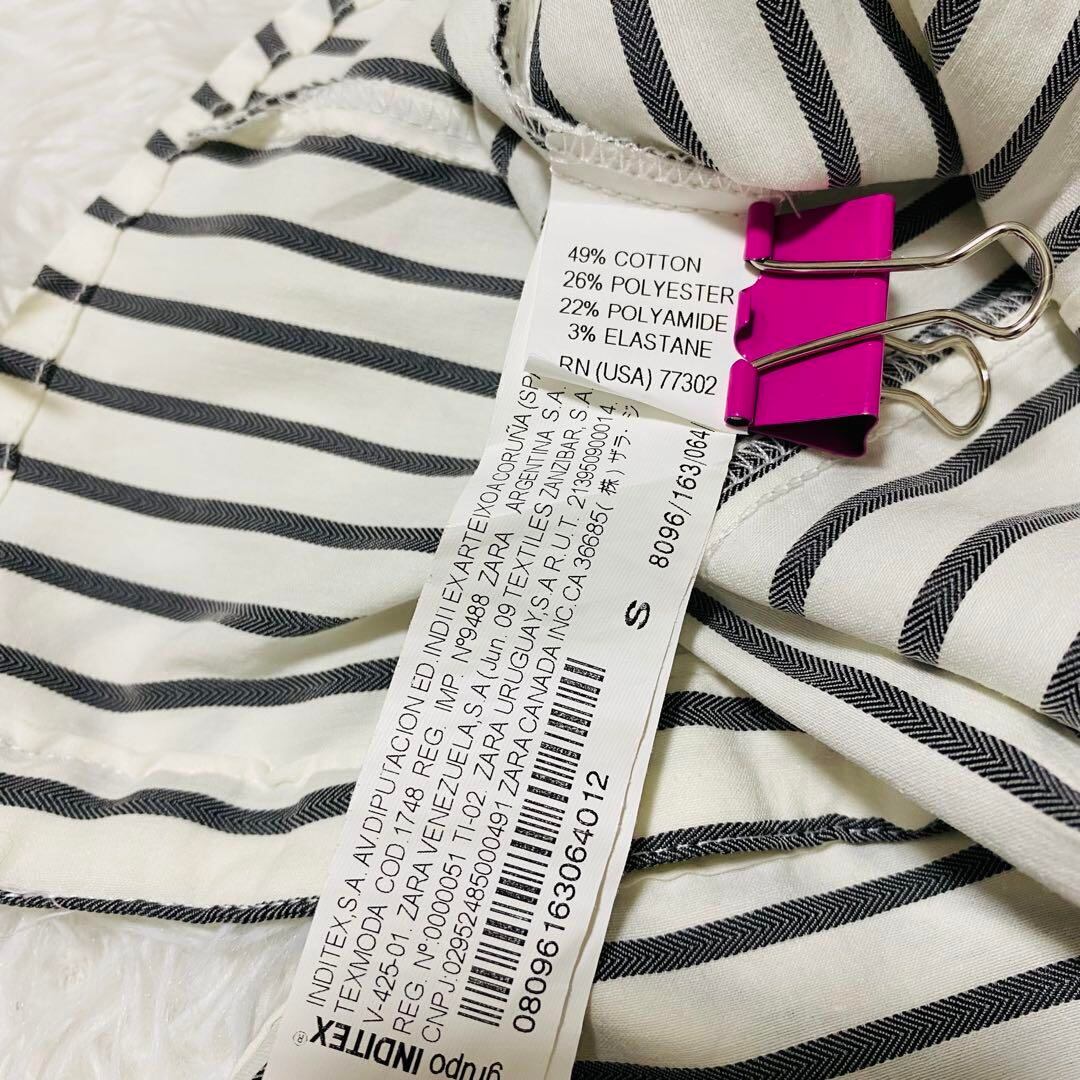 49% COTTON
26% POLYESTER
22% POLYAMIDE
3% ELASTANE
RN (USA) 77302
INDITEX,S.A. AV.DIPUTACION ED.INDITEX ARTEIXO A CORUÑA (SPA
TEXMODA COD.1748 REG. IMP. Nº9488 ZARA ARGENTINA S.A.
V-425-01. ZARA VENEZUELA,S.A (Jun. 09 TEXTILES ZANZIBAR, S.A.
REG Nº:0000051 TI-02. ZARA URUGUAY,S.A R.U.T. 213950900014.
CNPJ:02952485000491 ZARA CANADA INC.CA 36685( 株 ) ザラ・ジ
S
8096/163/064/
08096163064012
grupo INDITEX